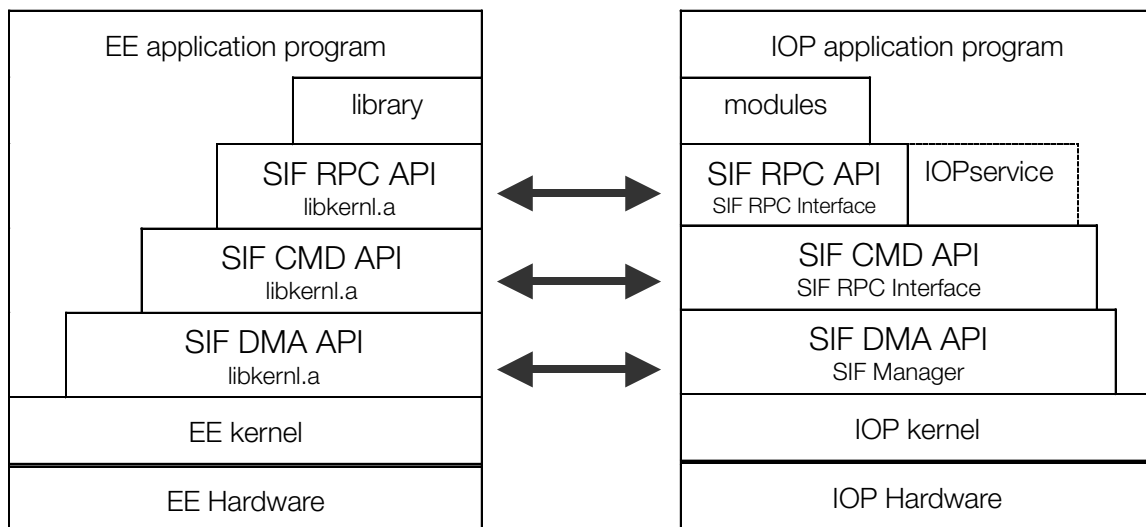 EE application program
library
SIF RPC API
libkernl.a
SIF CMD API
libkernl.a
SIF DMA API
libkernl.a
EE kernel
EE Hardware
IOP application program
modules
SIF RPC API
SIF RPC Interface
IOPservice
SIF CMD API
SIF RPC Interface
SIF DMA API
SIF Manager
IOP kernel
IOP Hardware